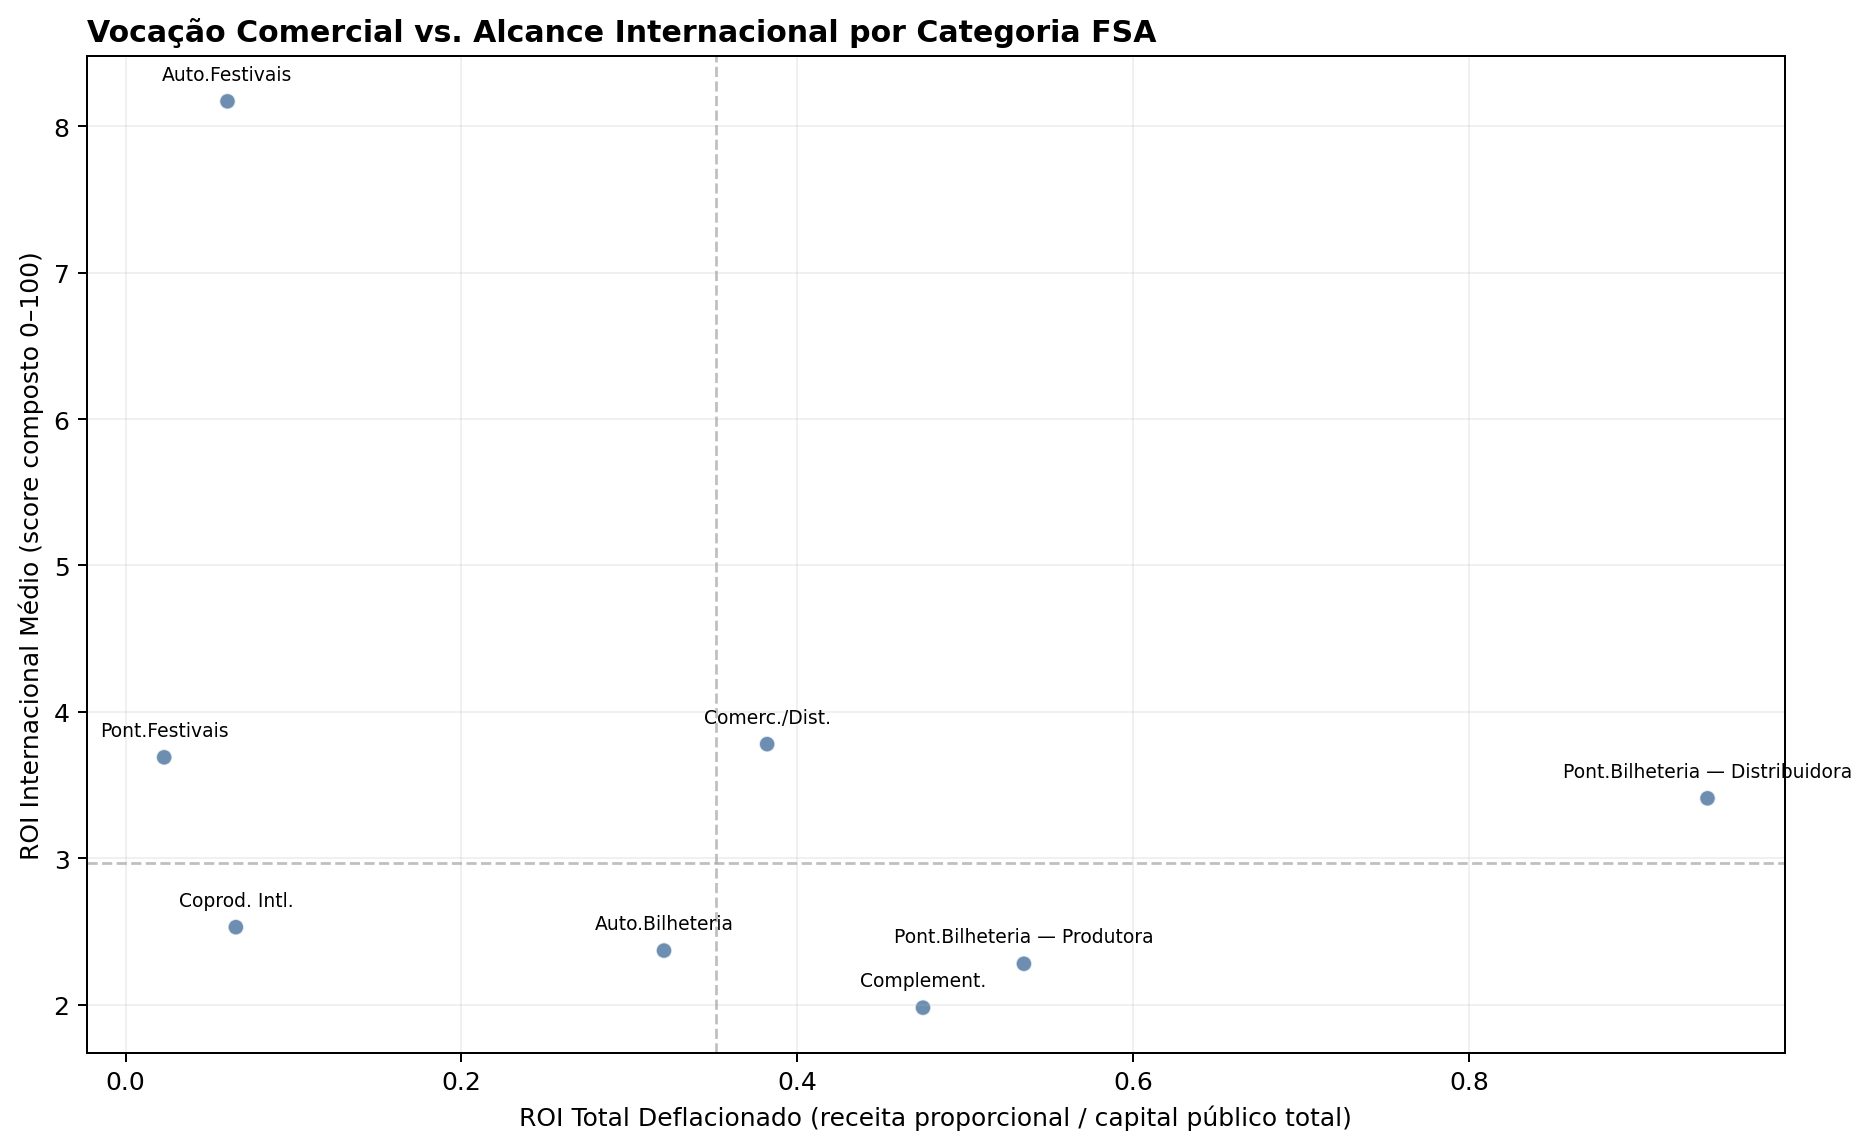 Vocação Comercial vs. Alcance Internacional por Categoria FSA
Auto.Festivais
8
7
6
5
4
3
2
ROI Internacional Médio (score composto 0–100)
Comerc./Dist.
Pont.Festivais
Pont.Bilheteria — Distribuidora
Coprod. Intl.
Auto.Bilheteria
Pont.Bilheteria — Produtora
Complement.
0.0 0.2 0.4 0.6 0.8
ROI Total Deflacionado (receita proporcional / capital público total)